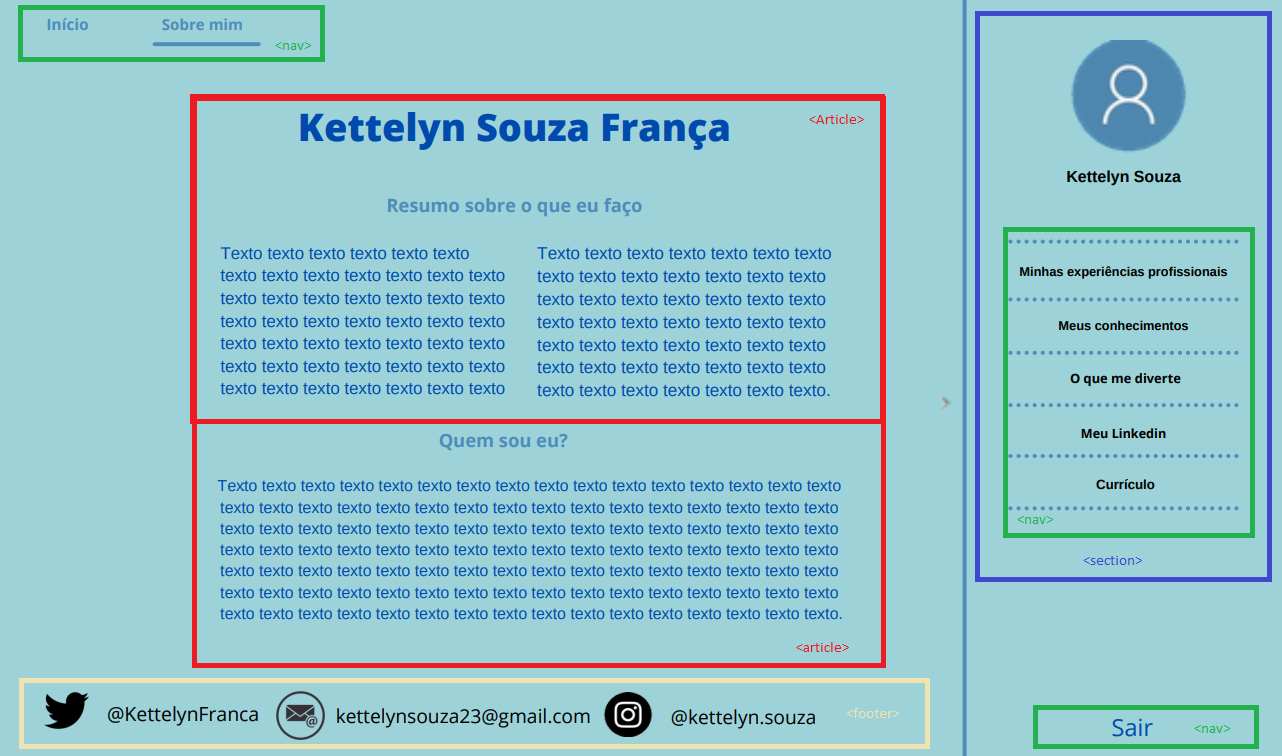 Início
Sobre mim
<nav>
Kettelyn Souza França
<Article>
Resumo sobre o que eu faço
Texto texto texto texto texto texto
texto texto texto texto texto texto texto
texto texto texto texto texto texto texto
texto texto texto texto texto texto texto
texto texto texto texto texto texto texto
texto texto texto texto texto texto texto
texto texto texto texto texto texto texto
Texto texto texto texto texto texto texto
texto texto texto texto texto texto texto
texto texto texto texto texto texto texto
texto texto texto texto texto texto texto
texto texto texto texto texto texto texto
texto texto texto texto texto texto texto
texto texto texto texto texto texto texto.
Quem sou eu?
Texto texto texto texto texto texto texto texto texto texto texto texto texto texto texto texto
texto texto texto texto texto texto texto texto texto texto texto texto texto texto texto texto
texto texto texto texto texto texto texto texto texto texto texto texto texto texto texto texto
texto texto texto texto texto texto texto texto texto texto texto texto texto texto texto texto
texto texto texto texto texto texto texto texto texto texto texto texto texto texto texto texto
texto texto texto texto texto texto texto texto texto texto texto texto texto texto texto texto
texto texto texto texto texto texto texto texto texto texto texto texto texto texto texto texto.
<article>
@KettelynFranca
kettelynsouza23@gmail.com
@kettelyn.souza
<footer>
Kettelyn Souza
Minhas experiências profissionais
Meus conhecimentos
O que me diverte
Meu Linkedin
Currículo
<nav>
<section>
Sair
<nav>